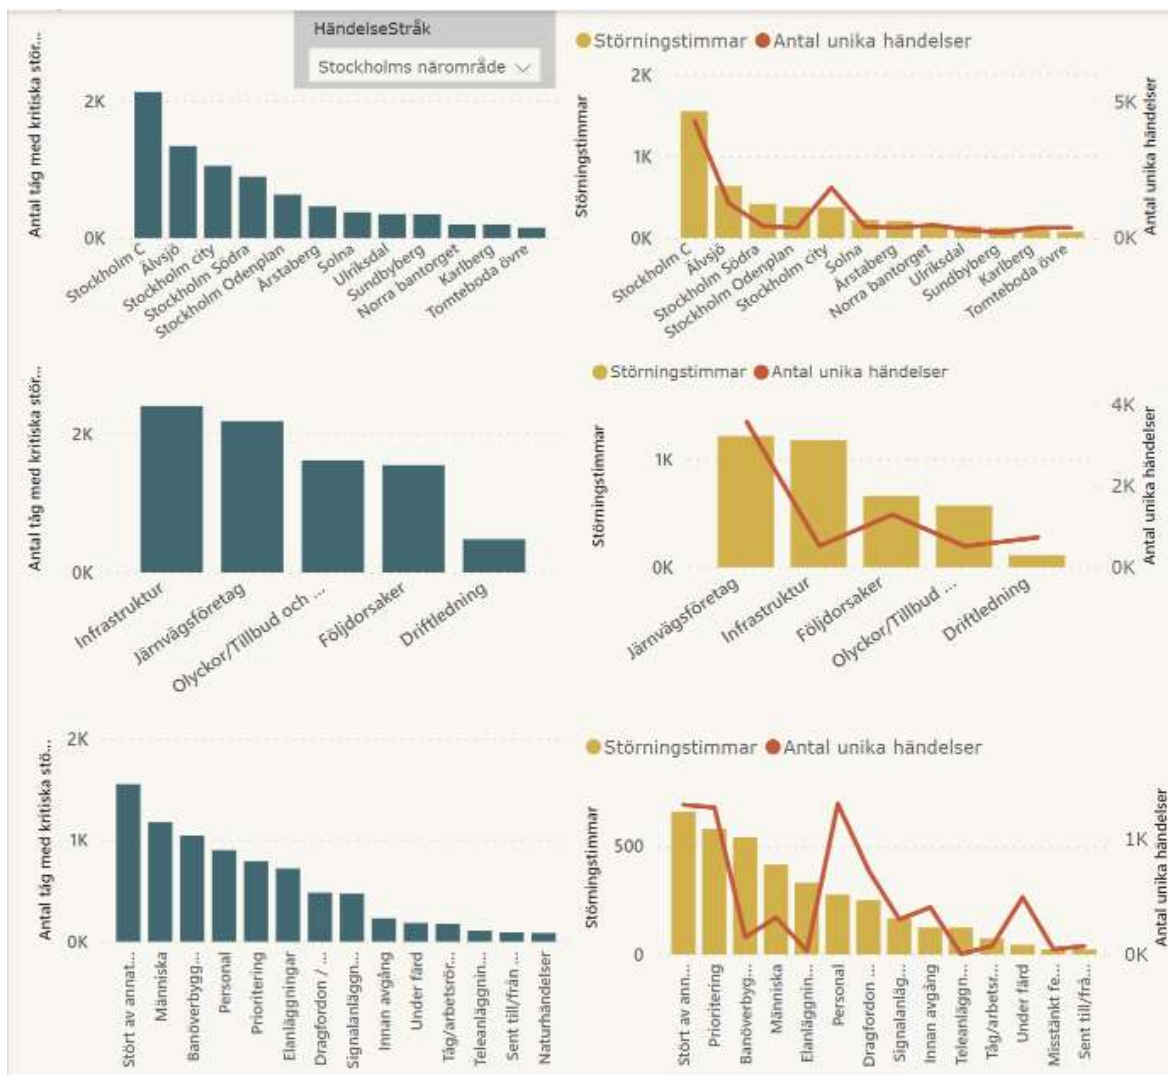 HändelseStråk
Stockholms närområde
Antal tåg med kritiska stör...
2K
0K
Stockholm C
Älvsjö
Stockholm city
Stockholm Södra
Stockholm Odenplan
Årstaberg
Solna
Ulriksdal
Sundbyberg
Norra bantorget
Karlberg
Tomteboda övre
Störningstimmar Antal unika händelser
Störningstimmar
2K
1K
0K
5K
0K
Antal unika händelser
Stockholm C
Älvsjö
Stockholm Södra
Stockholm Odenplan
Stockholm city
Solna
Årstaberg
Norra bantorget
Ulriksdal
Sundbyberg
Karlberg
Tomteboda övre
Antal tåg med kritiska stör...
2K
0K
Infrastruktur
Järnvägsföretag
Olyckor/Tillbud och ...
Följdorsaker
Driftledning
Störningstimmar Antal unika händelser
Störningstimmar
1K
0K
4K
2K
0K
Antal unika händelser
Järnvägsföretag
Infrastruktur
Följdorsaker
Olyckor/Tillbud ...
Driftledning
Antal tåg med kritiska stö...
2K
1K
0K
Stört av annat...
Människa
Banöverbygg...
Personal
Prioritering
Elanläggningar
Dragfordon / ...
Signalanläggn...
Innan avgång
Under färd
Tåg/arbetsrör...
Teleanläggnin...
Sent till/från ...
Naturhändelser
Störningstimmar Antal unika händelser
Störningstimmar
500
0
1K
0K
Antal unika händelser
Stört av ann...
Prioritering
Banöverbyg...
Människa
Elanläggnin...
Personal
Dragfordon ...
Signalanläg...
Innan avgång
Teleanläggn...
Tåg/arbetsr...
Under färd
Misstänkt fe...
Sent till/frå...